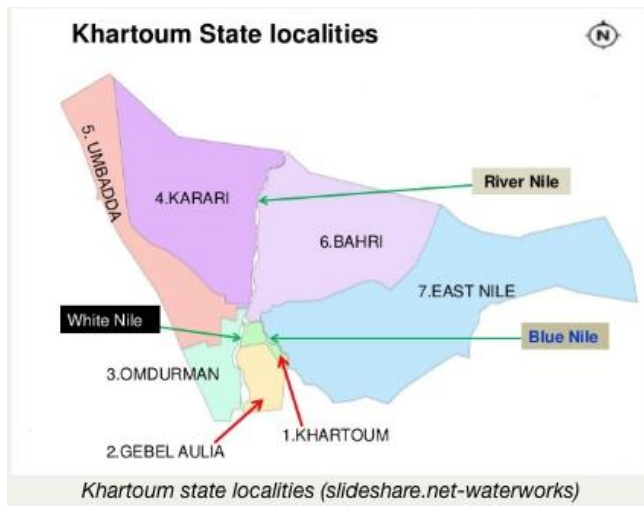 Khartoum State localities
N
5. UMBADDA
4.KARARI
River Nile
6.BAHRI
7.EAST NILE
White Nile
Blue Nile
3.OMDURMAN
1.KHARTOUM
2.GEBEL AULIA
Khartoum state localities (slideshare.net-waterworks)